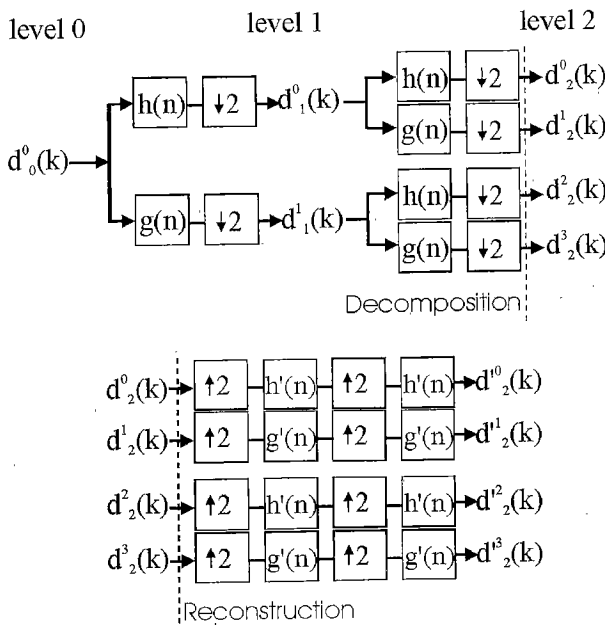 level 0 level 1 level 2
h(n) ↓2 d⁰₂(k)
h(n) ↓2 d⁰₁(k)
g(n) ↓2 d¹₂(k)
d⁰₀(k)
h(n) ↓2 d²₂(k)
g(n) ↓2 d¹₁(k)
g(n) ↓2 d³₂(k)
Decomposition
d⁰₂(k) ↑2 h'(n) ↑2 h'(n) d'⁰₂(k)
d¹₂(k) ↑2 g'(n) ↑2 g'(n) d'¹₂(k)
d²₂(k) ↑2 h'(n) ↑2 h'(n) d'²₂(k)
d³₂(k) ↑2 g'(n) ↑2 g'(n) d'³₂(k)
Reconstruction